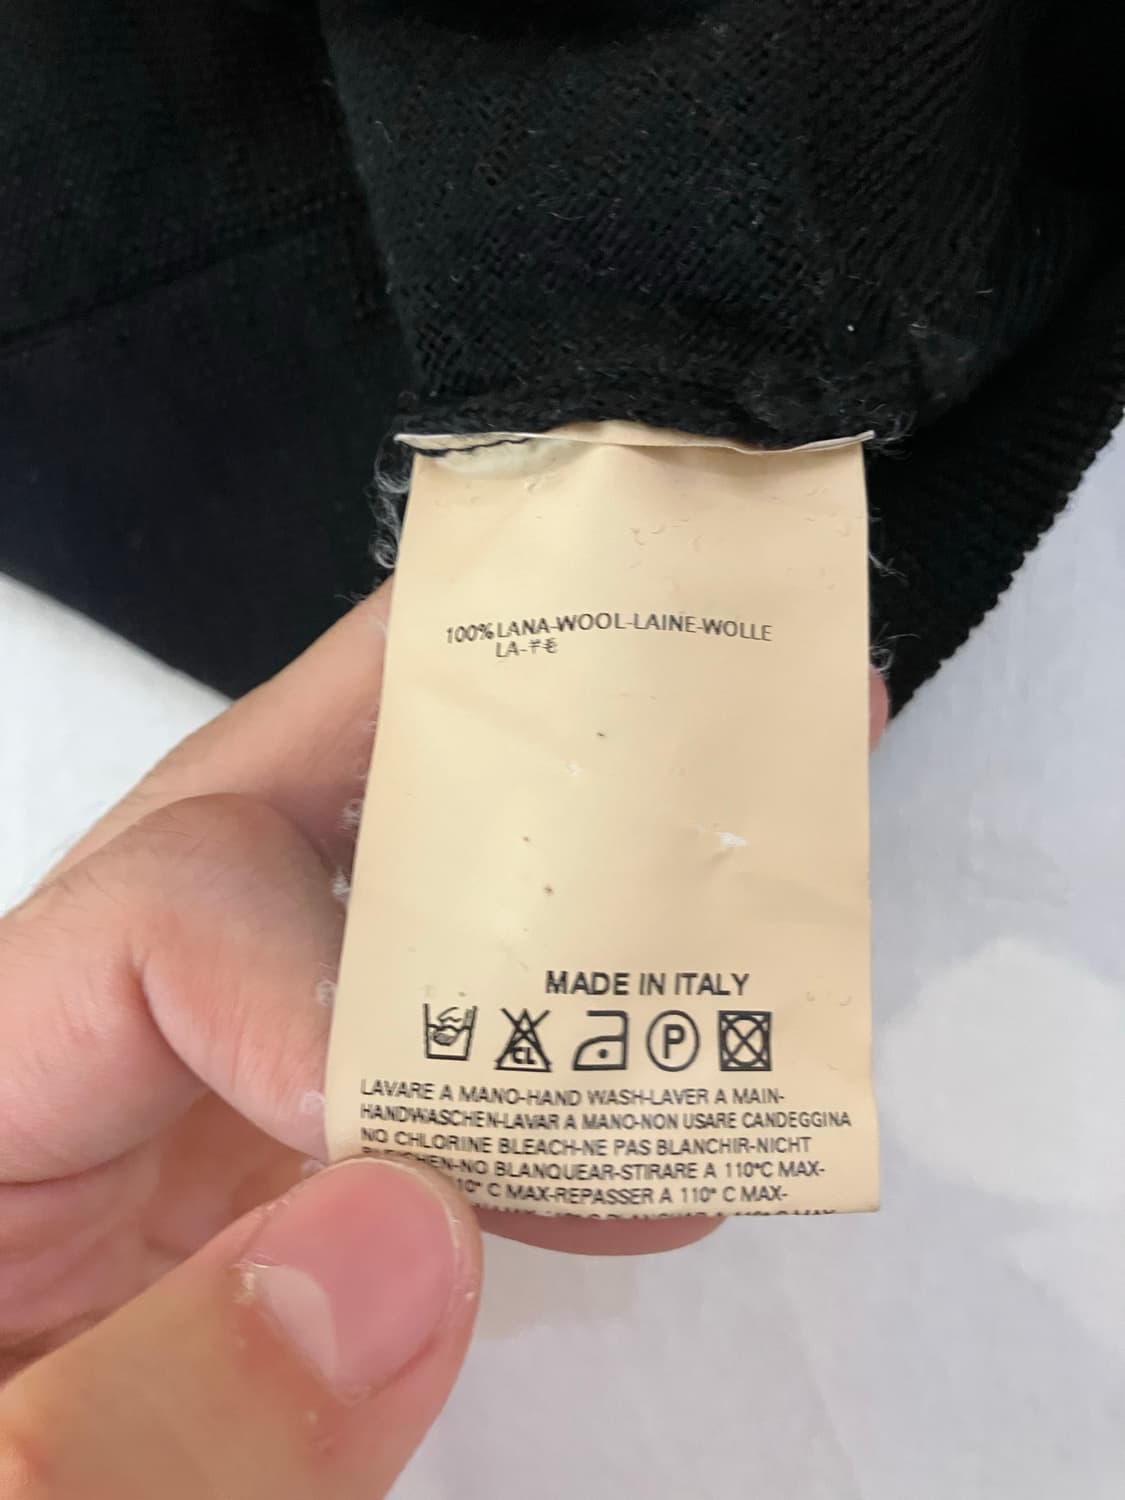 100% LANA-WOOL-LAINE-WOLLE
LA-羊毛
MADE IN ITALY
CL P
LAVARE A MANO-HAND WASH-LAVER A MAIN-
HANDWASCHEN-LAVAR A MANO-NON USARE CANDEGGINA
NO CHLORINE BLEACH-NE PAS BLANCHIR-NICHT
-NO BLANQUEAR-STIRARE A 110°C MAX-
10° C MAX-REPASSER A 110° C MAX-